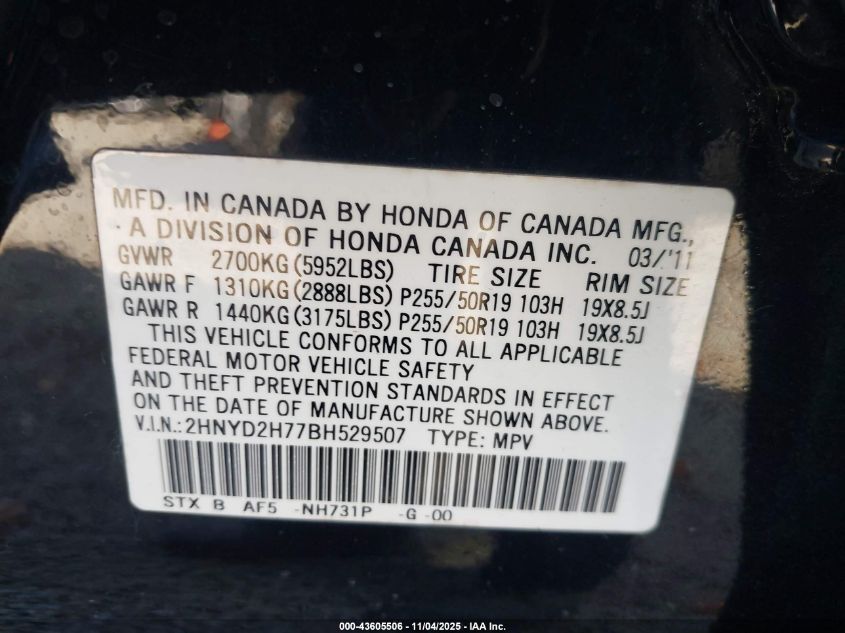 MFD. IN CANADA BY HONDA OF CANADA MFG.,
A DIVISION OF HONDA CANADA INC. 03/'11
GVWR 2700KG(5952LBS) TIRE SIZE RIM SIZE
GAWR F 1310KG(2888LBS) P255/50R19 103H 19X8.5J
GAWR R 1440KG(3175LBS) P255/50R19 103H 19X8.5J
THIS VEHICLE CONFORMS TO ALL APPLICABLE
FEDERAL MOTOR VEHICLE SAFETY
AND THEFT PREVENTION STANDARDS IN EFFECT
ON THE DATE OF MANUFACTURE SHOWN ABOVE.
V.I.N.:2HNYD2H77BH529507 TYPE: MPV
STX B AF5 -NH731P -G -00
000-43605506 - 11/04/2025 - IAA Inc.